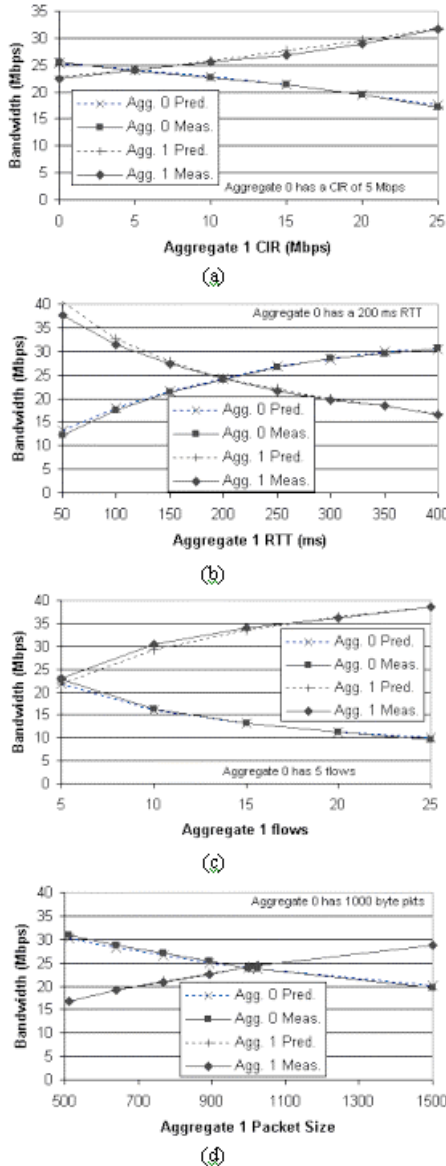 35
30
25
20
15
10
5
0
Bandwidth (Mbps)
Agg. 0 Pred.
Agg. 0 Meas.
Agg. 1 Pred.
Agg. 1 Meas.
Aggregate 0 has a CIR of 5 Mbps
0 5 10 15 20 25
Aggregate 1 CIR (Mbps)
(a)
40
35
30
25
20
15
10
5
0
Bandwidth (Mbps)
Aggregate 0 has a 200 ms RTT
Agg. 0 Pred.
Agg. 0 Meas.
Agg. 1 Pred.
Agg. 1 Meas.
50 100 150 200 250 300 350 400
Aggregate 1 RTT (ms)
(b)
40
35
30
25
20
15
10
5
0
Bandwidth (Mbps)
Agg. 0 Pred.
Agg. 0 Meas.
Agg. 1 Pred.
Agg. 1 Meas.
Aggregate 0 has 5 flows
5 10 15 20 25
Aggregate 1 flows
(c)
40
35
30
25
20
15
10
5
0
Bandwidth (Mbps)
Aggregate 0 has 1000 byte pkts
Agg. 0 Pred.
Agg. 0 Meas.
Agg. 1 Pred.
Agg. 1 Meas.
500 700 900 1100 1300 1500
Aggregate 1 Packet Size
(d)